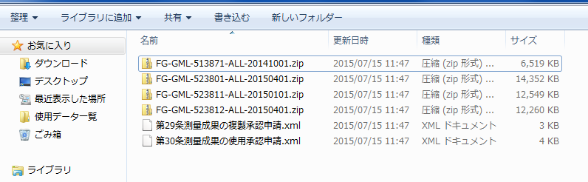 整理 ライブラリに追加 共有 書き込む 新しいフォルダー
お気に入り
ダウンロード
デスクトップ
最近表示した場所
使用データ一覧
ごみ箱
ライブラリ
名前 更新日時 種類 サイズ
FG-GML-513871-ALL-20141001.zip 2015/07/15 11:47 圧縮 (zip 形式) ... 6,519 KB
FG-GML-523801-ALL-20150401.zip 2015/07/15 11:47 圧縮 (zip 形式) ... 14,352 KB
FG-GML-523811-ALL-20150101.zip 2015/07/15 11:47 圧縮 (zip 形式) ... 12,549 KB
FG-GML-523812-ALL-20150401.zip 2015/07/15 11:47 圧縮 (zip 形式) ... 12,260 KB
第29条測量成果の複製承認申請.xml 2015/07/15 11:47 XML ドキュメント 3 KB
第30条測量成果の使用承認申請.xml 2015/07/15 11:47 XML ドキュメント 4 KB